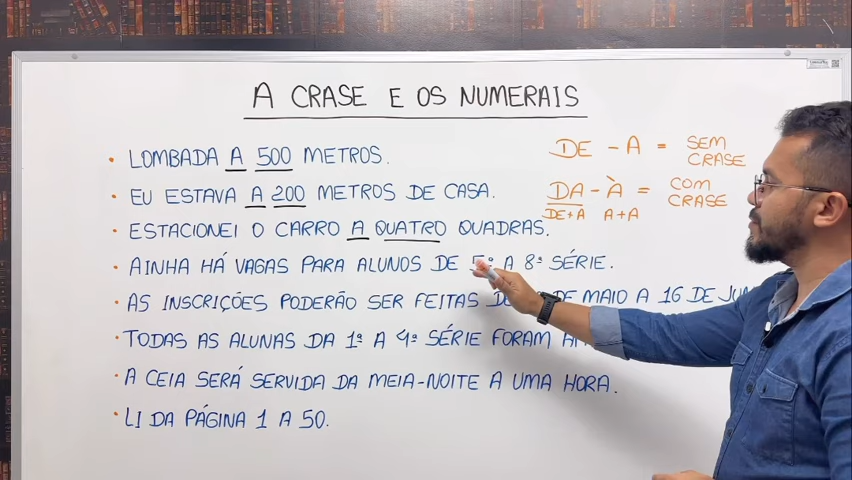 A CRASE E OS NUMERAIS
• LOMBADA A 500 METROS.
• EU ESTAVA A 200 METROS DE CASA.
• ESTACIONEI O CARRO A QUATRO QUADRAS.
• AINHA HÁ VAGAS PARA ALUNOS DE 5ª A 8ª SÉRIE.
• AS INSCRIÇÕES PODERÃO SER FEITAS DE DE MAIO A 16 DE
• TODAS AS ALUNAS DA 1ª A 4ª SÉRIE FORAM
• A CEIA SERÁ SERVIDA DA MEIA-NOITE A UMA HORA.
• LI DA PÁGINA 1 A 50.
DE - A = SEM CRASE
DA - À = COM CRASE
DE+A A+A